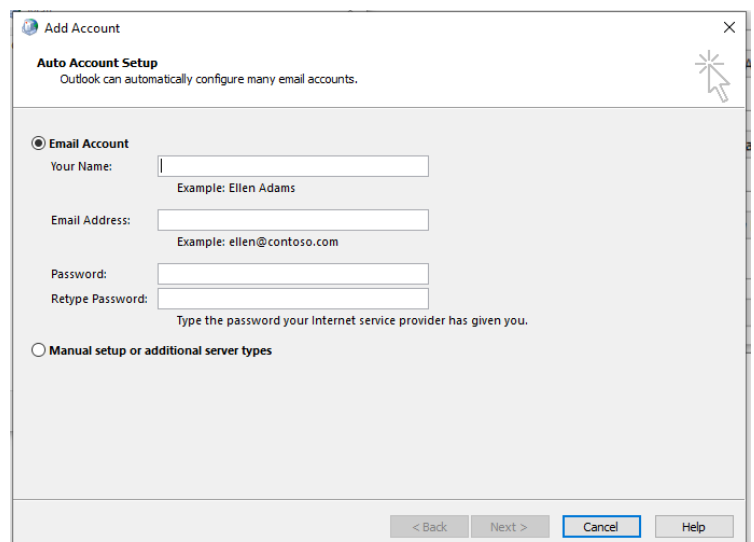 Add Account
Auto Account Setup
Outlook can automatically configure many email accounts.
Email Account
Your Name:
Example: Ellen Adams
Email Address:
Example: ellen@contoso.com
Password:
Retype Password:
Type the password your Internet service provider has given you.
Manual setup or additional server types
< Back Next > Cancel Help